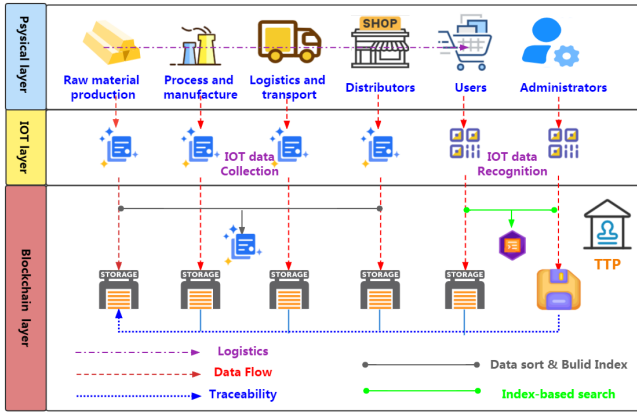 Psysical layer
SHOP
Raw material production
Process and manufacture
Logistics and transport
Distributors
Users
Administrators
IOT layer
IOT data Collection
IOT data Recognition
Blockchain layer
TTP
STORAGE
STORAGE
STORAGE
STORAGE
STORAGE
Logistics
Data Flow
Traceability
Data sort & Bulid Index
Index-based search